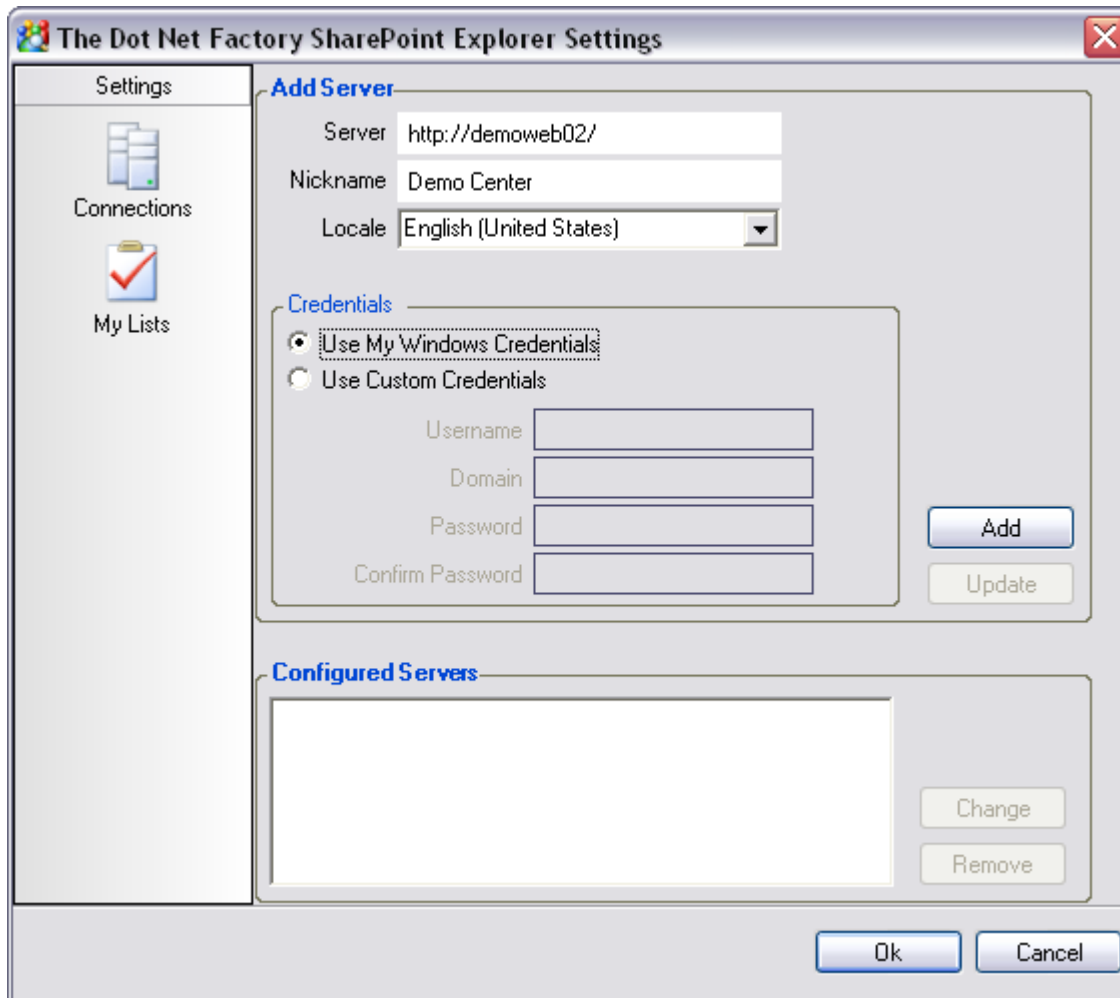 The Dot Net Factory SharePoint Explorer Settings
Settings
Connections
My Lists
Add Server
Server http://demoweb02/
Nickname Demo Center
Locale English (United States)
Credentials
Use My Windows Credentials
Use Custom Credentials
Username
Domain
Password
Confirm Password
Add
Update
Configured Servers
Change
Remove
Ok Cancel